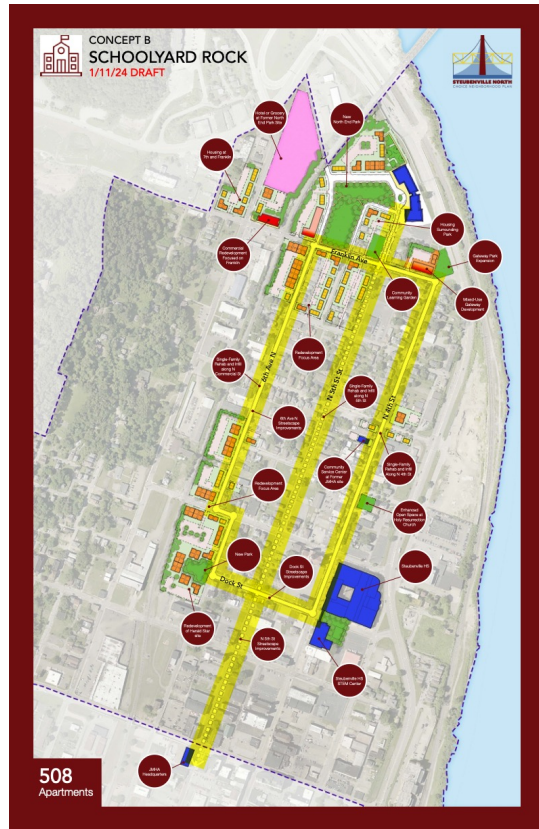 CONCEPT B
SCHOOLYARD ROCK
1/11/24 DRAFT
STEUBENVILLE NORTH
CHOICE NEIGHBORHOOD PLAN
Hotel or Grocery
at Former North
End Park Site
New
North End Park
Housing at
7th and Franklin
Housing
Surrounding
Park
Commercial
Redevelopment
Focused on
Franklin
Franklin Ave
Gateway Park
Expansion
Community
Learning Garden
Mixed-Use
Gateway
Development
Redevelopment
Focus Area
6th Ave N
N 5th St
N 4th St
Single-Family
Rehab and Infill
along N
Commercial St
Single-Family
Rehab and Infill
along N
5th St
6th Ave N
Streetscape
Improvements
Community
Service Center
at Former
JMHA site
Single-Family
Rehab and Infill
Along N 4th St
Redevelopment
Focus Area
Enhanced
Open Space at
Holy Resurrection
Church
New Park
Dock St
Streetscape
Improvements
Steubenville HS
Dock St
Redevelopment
of Herald Star
site
N 5th St
Streetscape
Improvements
Steubenville HS
STEM Center
JMHA
Headquarters
508
Apartments